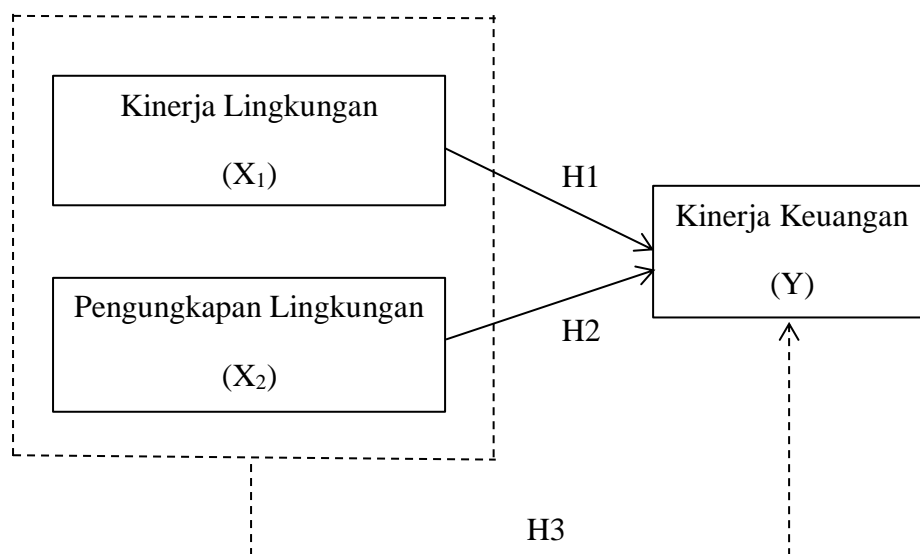 Kinerja Lingkungan
(X₁)
H1
Kinerja Keuangan
(Y)
Pengungkapan Lingkungan
(X₂)
H2
H3